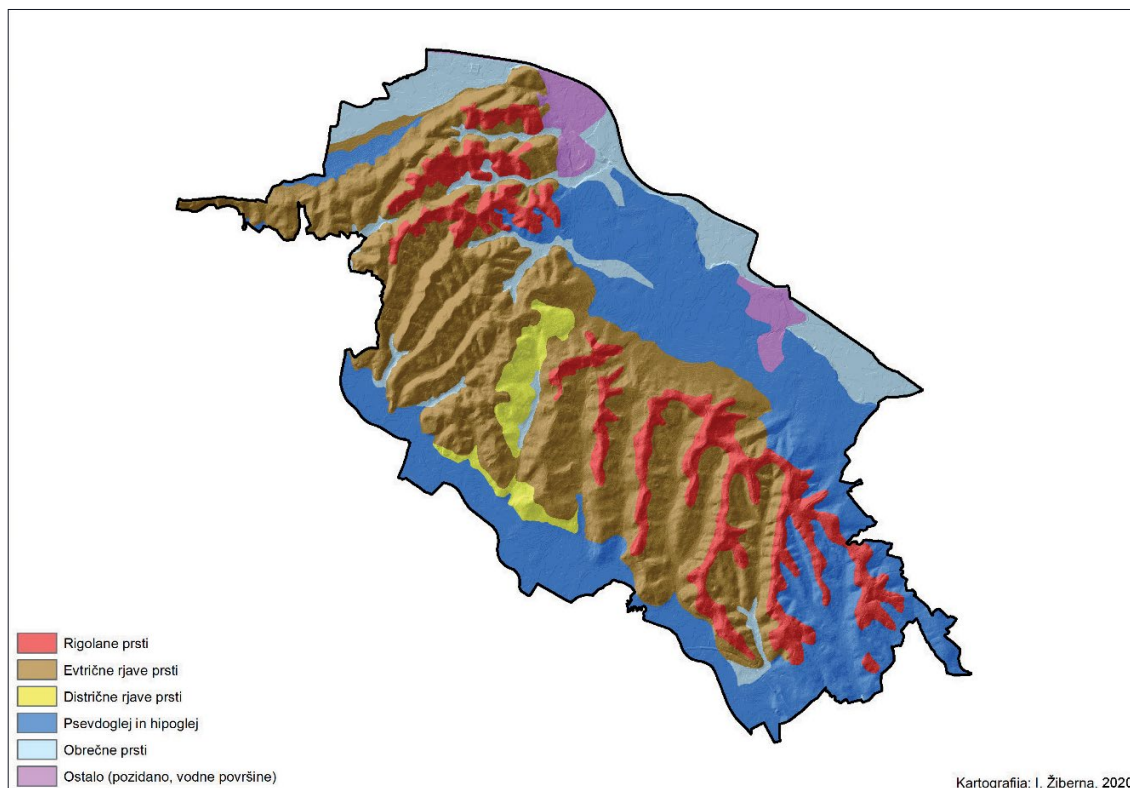 Rigolane prsti
Evtrične rjave prsti
Distrične rjave prsti
Psevdoglej in hipoglej
Obrečne prsti
Ostalo (pozidano, vodne površine)
Kartografija: I. Žiberna, 2020